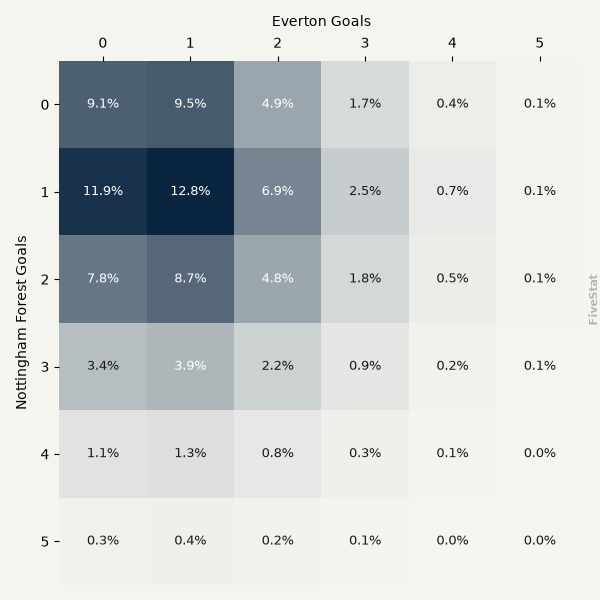 Everton Goals
0 1 2 3 4 5
0 9.1% 9.5% 4.9% 1.7% 0.4% 0.1%
1 11.9% 12.8% 6.9% 2.5% 0.7% 0.1%
2 7.8% 8.7% 4.8% 1.8% 0.5% 0.1%
3 3.4% 3.9% 2.2% 0.9% 0.2% 0.1%
4 1.1% 1.3% 0.8% 0.3% 0.1% 0.0%
5 0.3% 0.4% 0.2% 0.1% 0.0% 0.0%
Nottingham Forest Goals
FiveStat